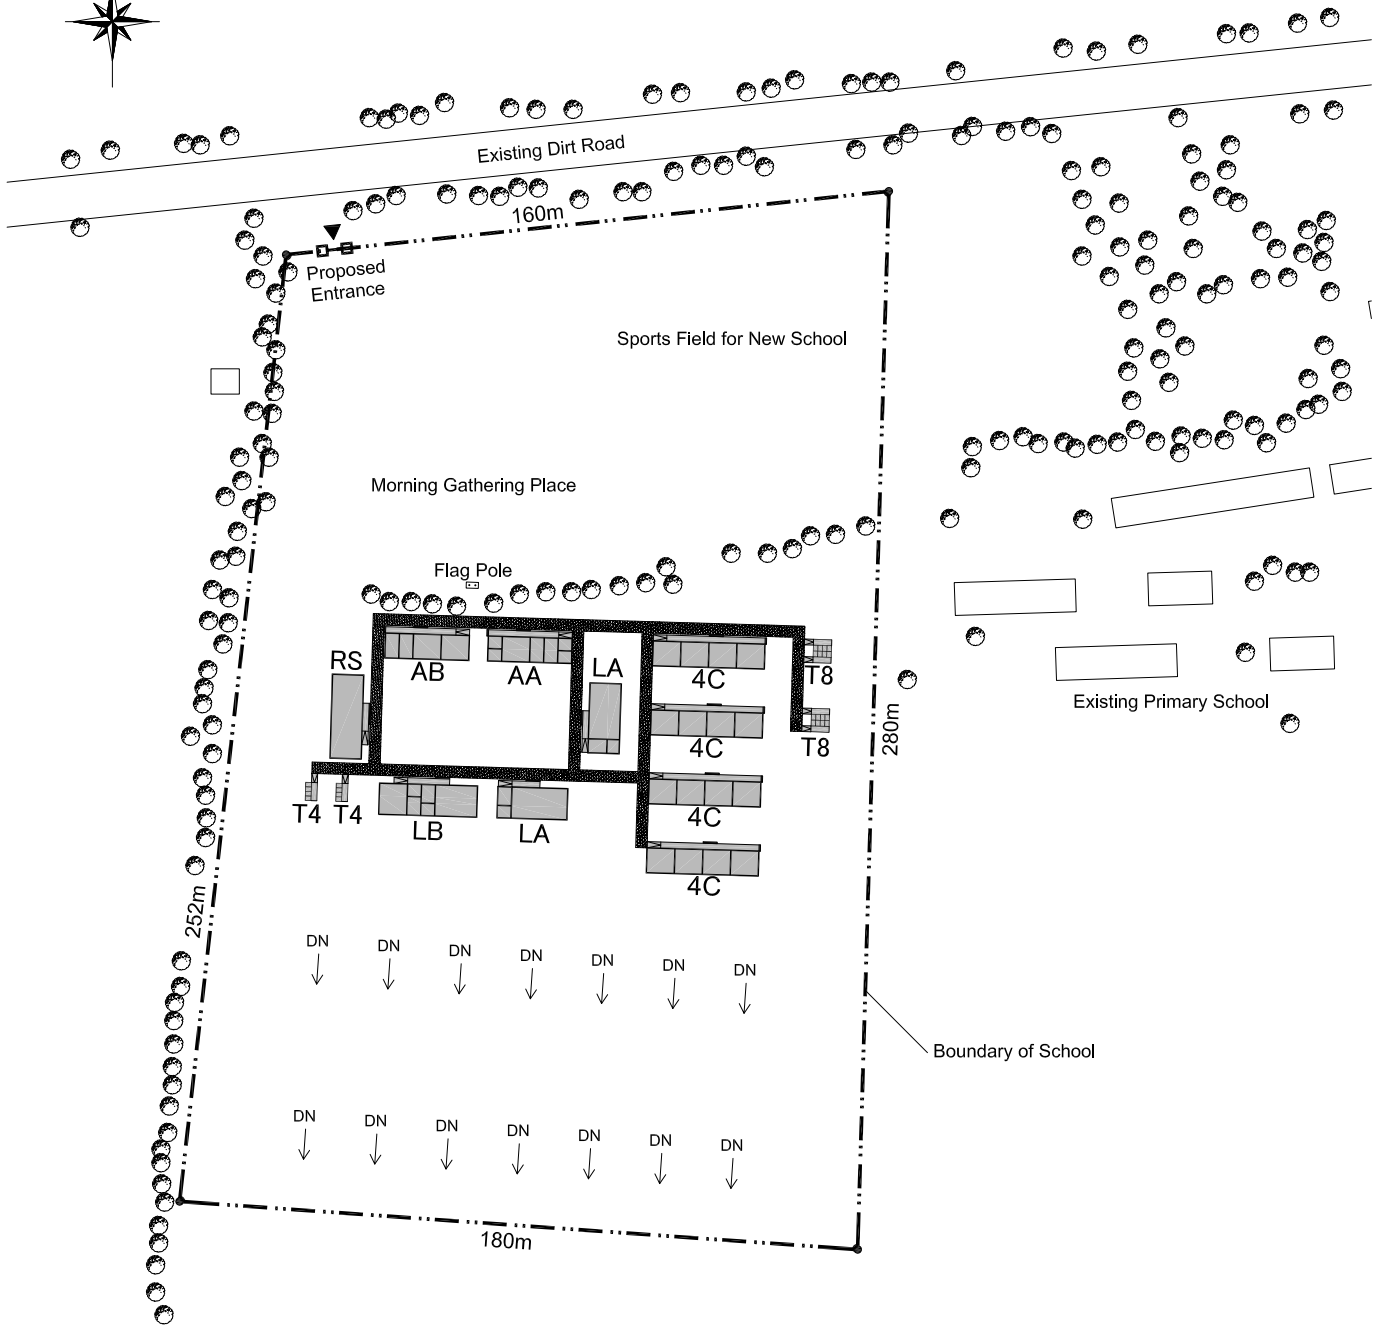 Existing Dirt Road
160m
Proposed
Entrance
Sports Field for New School
Morning Gathering Place
Flag Pole
RS
AB
AA
LA
4C
T8
Existing Primary School
280m
4C
T8
T4
T4
LB
LA
4C
4C
252m
DN
DN
DN
DN
DN
DN
DN
Boundary of School
DN
DN
DN
DN
DN
DN
DN
180m